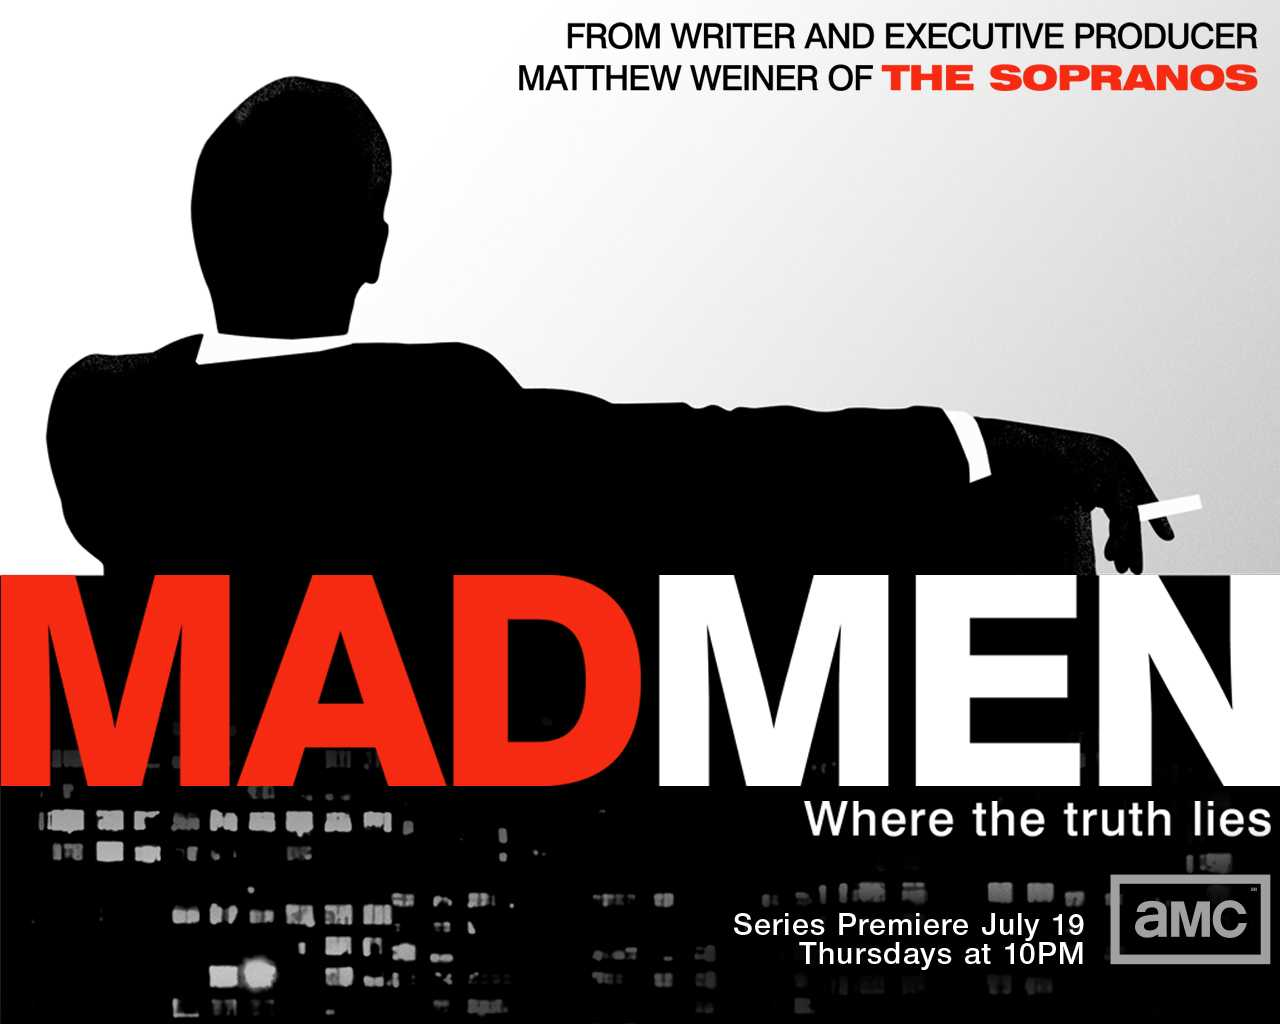 FROM WRITER AND EXECUTIVE PRODUCER
MATTHEW WEINER OF THE SOPRANOS
MADMEN
Where the truth lies
Series Premiere July 19
Thursdays at 10PM
aMC